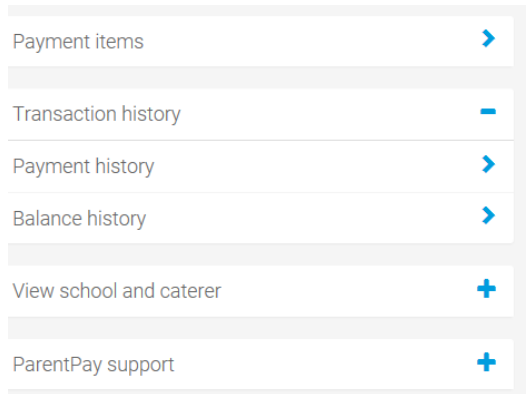 Payment items
Transaction history
Payment history
Balance history
View school and caterer
ParentPay support